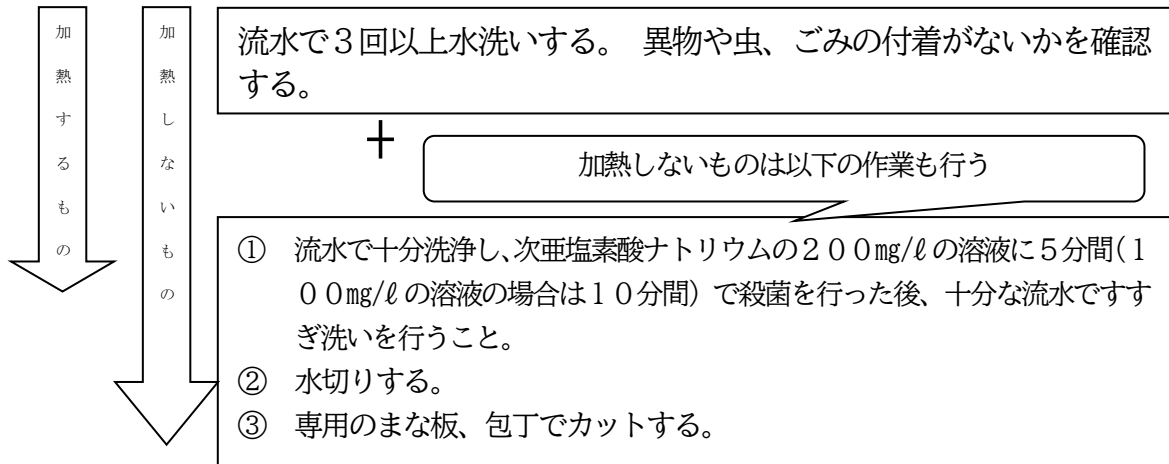 加熱するもの
加熱しないもの
流水で３回以上水洗いする。 異物や虫、ごみの付着がないかを確認
する。
＋
加熱しないものは以下の作業も行う
① 流水で十分洗浄し、次亜塩素酸ナトリウムの２００㎎/ℓの溶液に５分間（１
００㎎/ℓの溶液の場合は１０分間）で殺菌を行った後、十分な流水ですす
ぎ洗いを行うこと。
② 水切りする。
③ 専用のまな板、包丁でカットする。